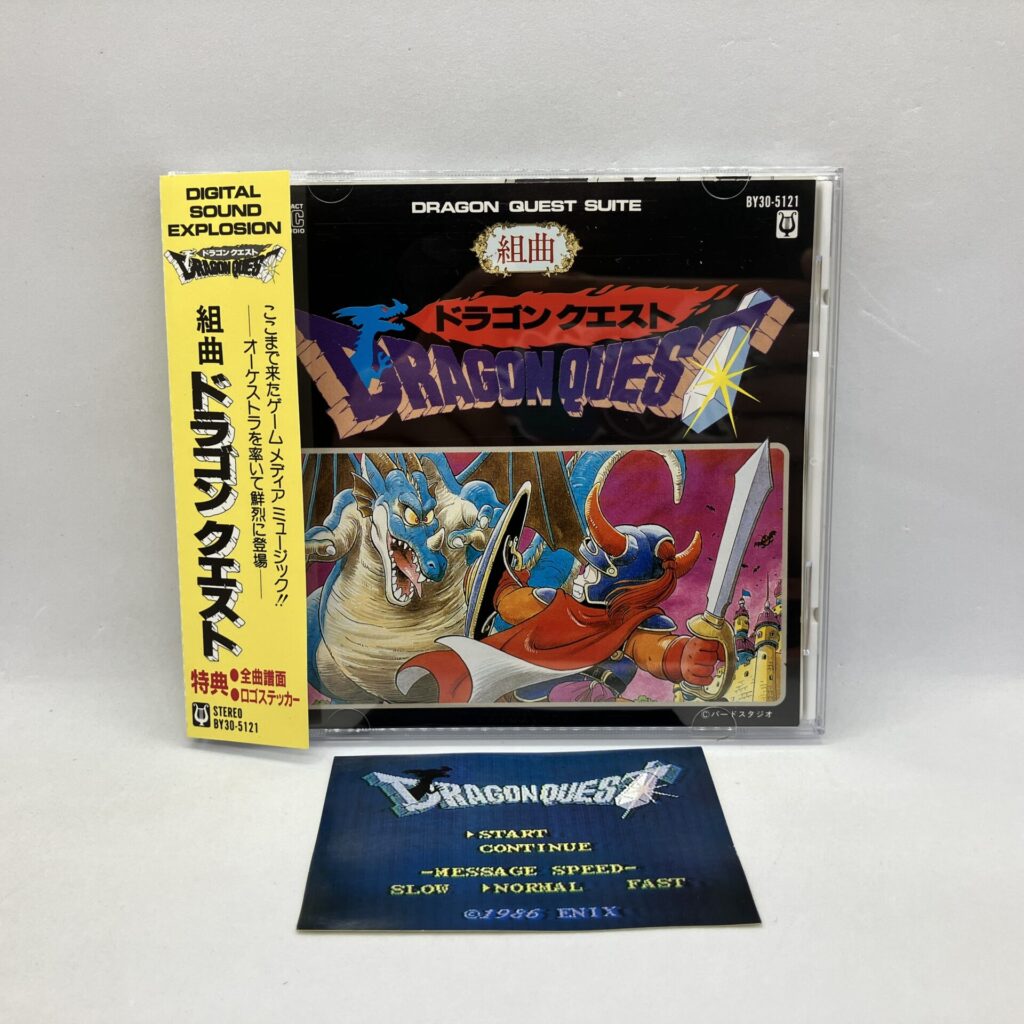 DIGITAL
SOUND
EXPLOSION
ドラゴンクエスト
DRAGON QUEST
組曲 ドラゴンクエスト
ここまで来たゲーム メディア ミュージック!!
──オーケストラを率いて鮮烈に登場──
特典●全曲譜面
●ロゴステッカー
STEREO
BY30-5121
DRAGON QUEST SUITE
BY30-5121
組曲
ドラゴンクエスト
DRAGON QUEST
©バードスタジオ
DRAGON QUEST
▶START
CONTINUE
-MESSAGE SPEED-
SLOW ▶NORMAL FAST
©1986 ENIX